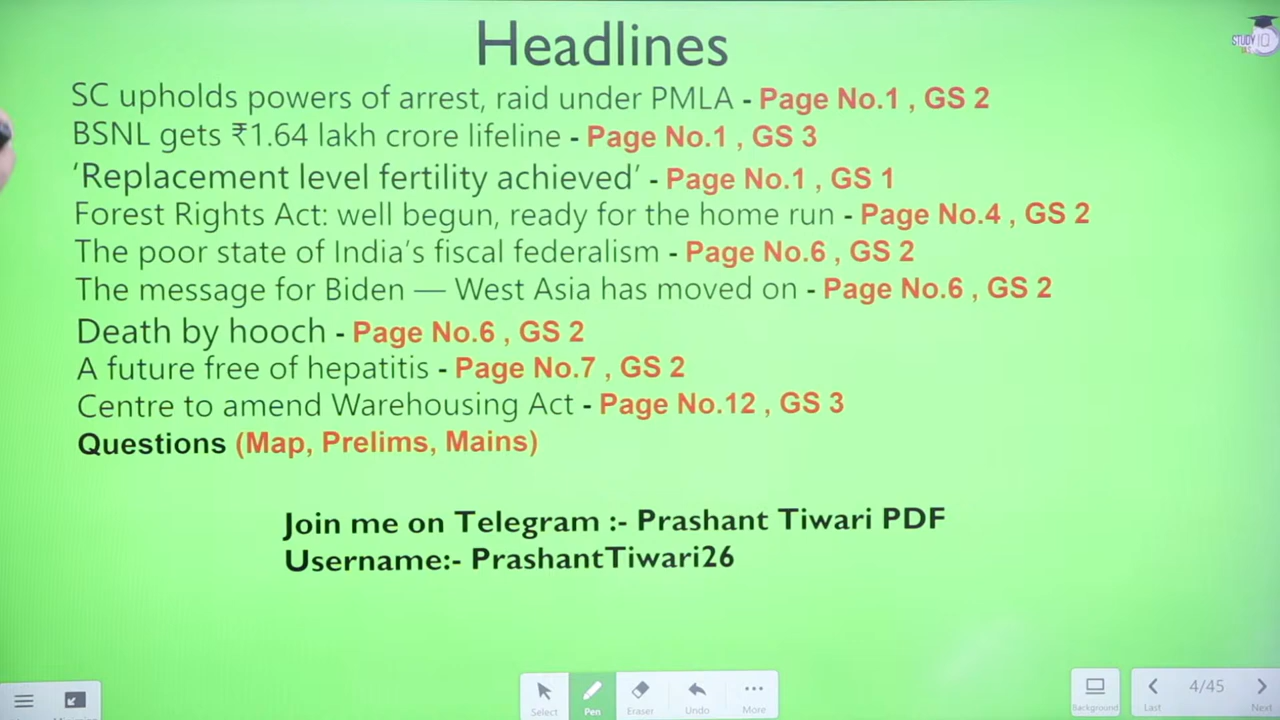 Headlines
STUDY IQ
SC upholds powers of arrest, raid under PMLA - Page No.1 , GS 2
BSNL gets ₹1.64 lakh crore lifeline - Page No.1 , GS 3
‘Replacement level fertility achieved’ - Page No.1 , GS 1
Forest Rights Act: well begun, ready for the home run - Page No.4 , GS 2
The poor state of India’s fiscal federalism - Page No.6 , GS 2
The message for Biden — West Asia has moved on - Page No.6 , GS 2
Death by hooch - Page No.6 , GS 2
A future free of hepatitis - Page No.7 , GS 2
Centre to amend Warehousing Act - Page No.12 , GS 3
Questions (Map, Prelims, Mains)
Join me on Telegram :- Prashant Tiwari PDF
Username:- PrashantTiwari26
Select Pen Eraser Undo More Background Last 4/45 Next